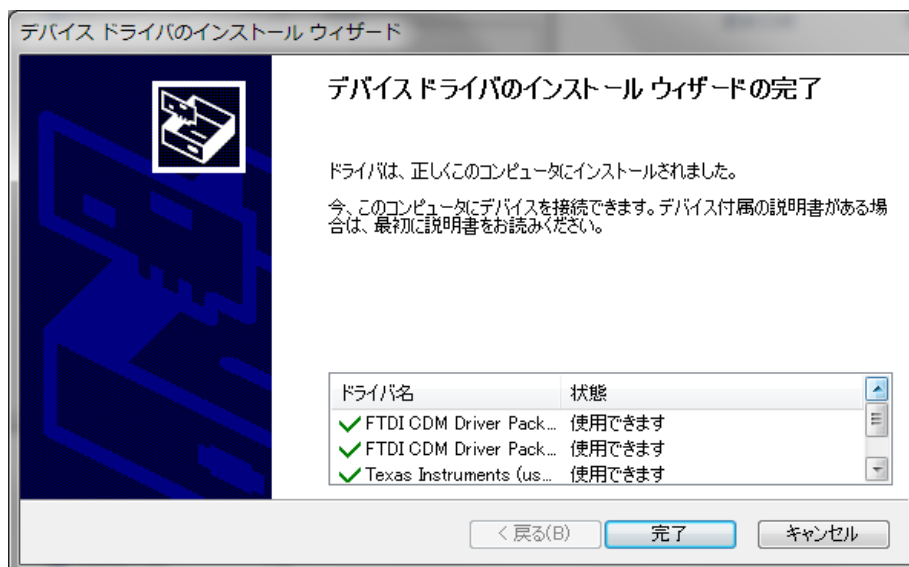 デバイス ドライバのインストール ウィザード
デバイス ドライバのインストール ウィザードの完了
ドライバは、正しくこのコンピュータにインストールされました。
今、このコンピュータにデバイスを接続できます。デバイス付属の説明書がある場
合は、最初に説明書をお読みください。
ドライバ名 状態
FTDI CDM Driver Pack... 使用できます
FTDI CDM Driver Pack... 使用できます
Texas Instruments (us... 使用できます
< 戻る(B) 完了 キャンセル